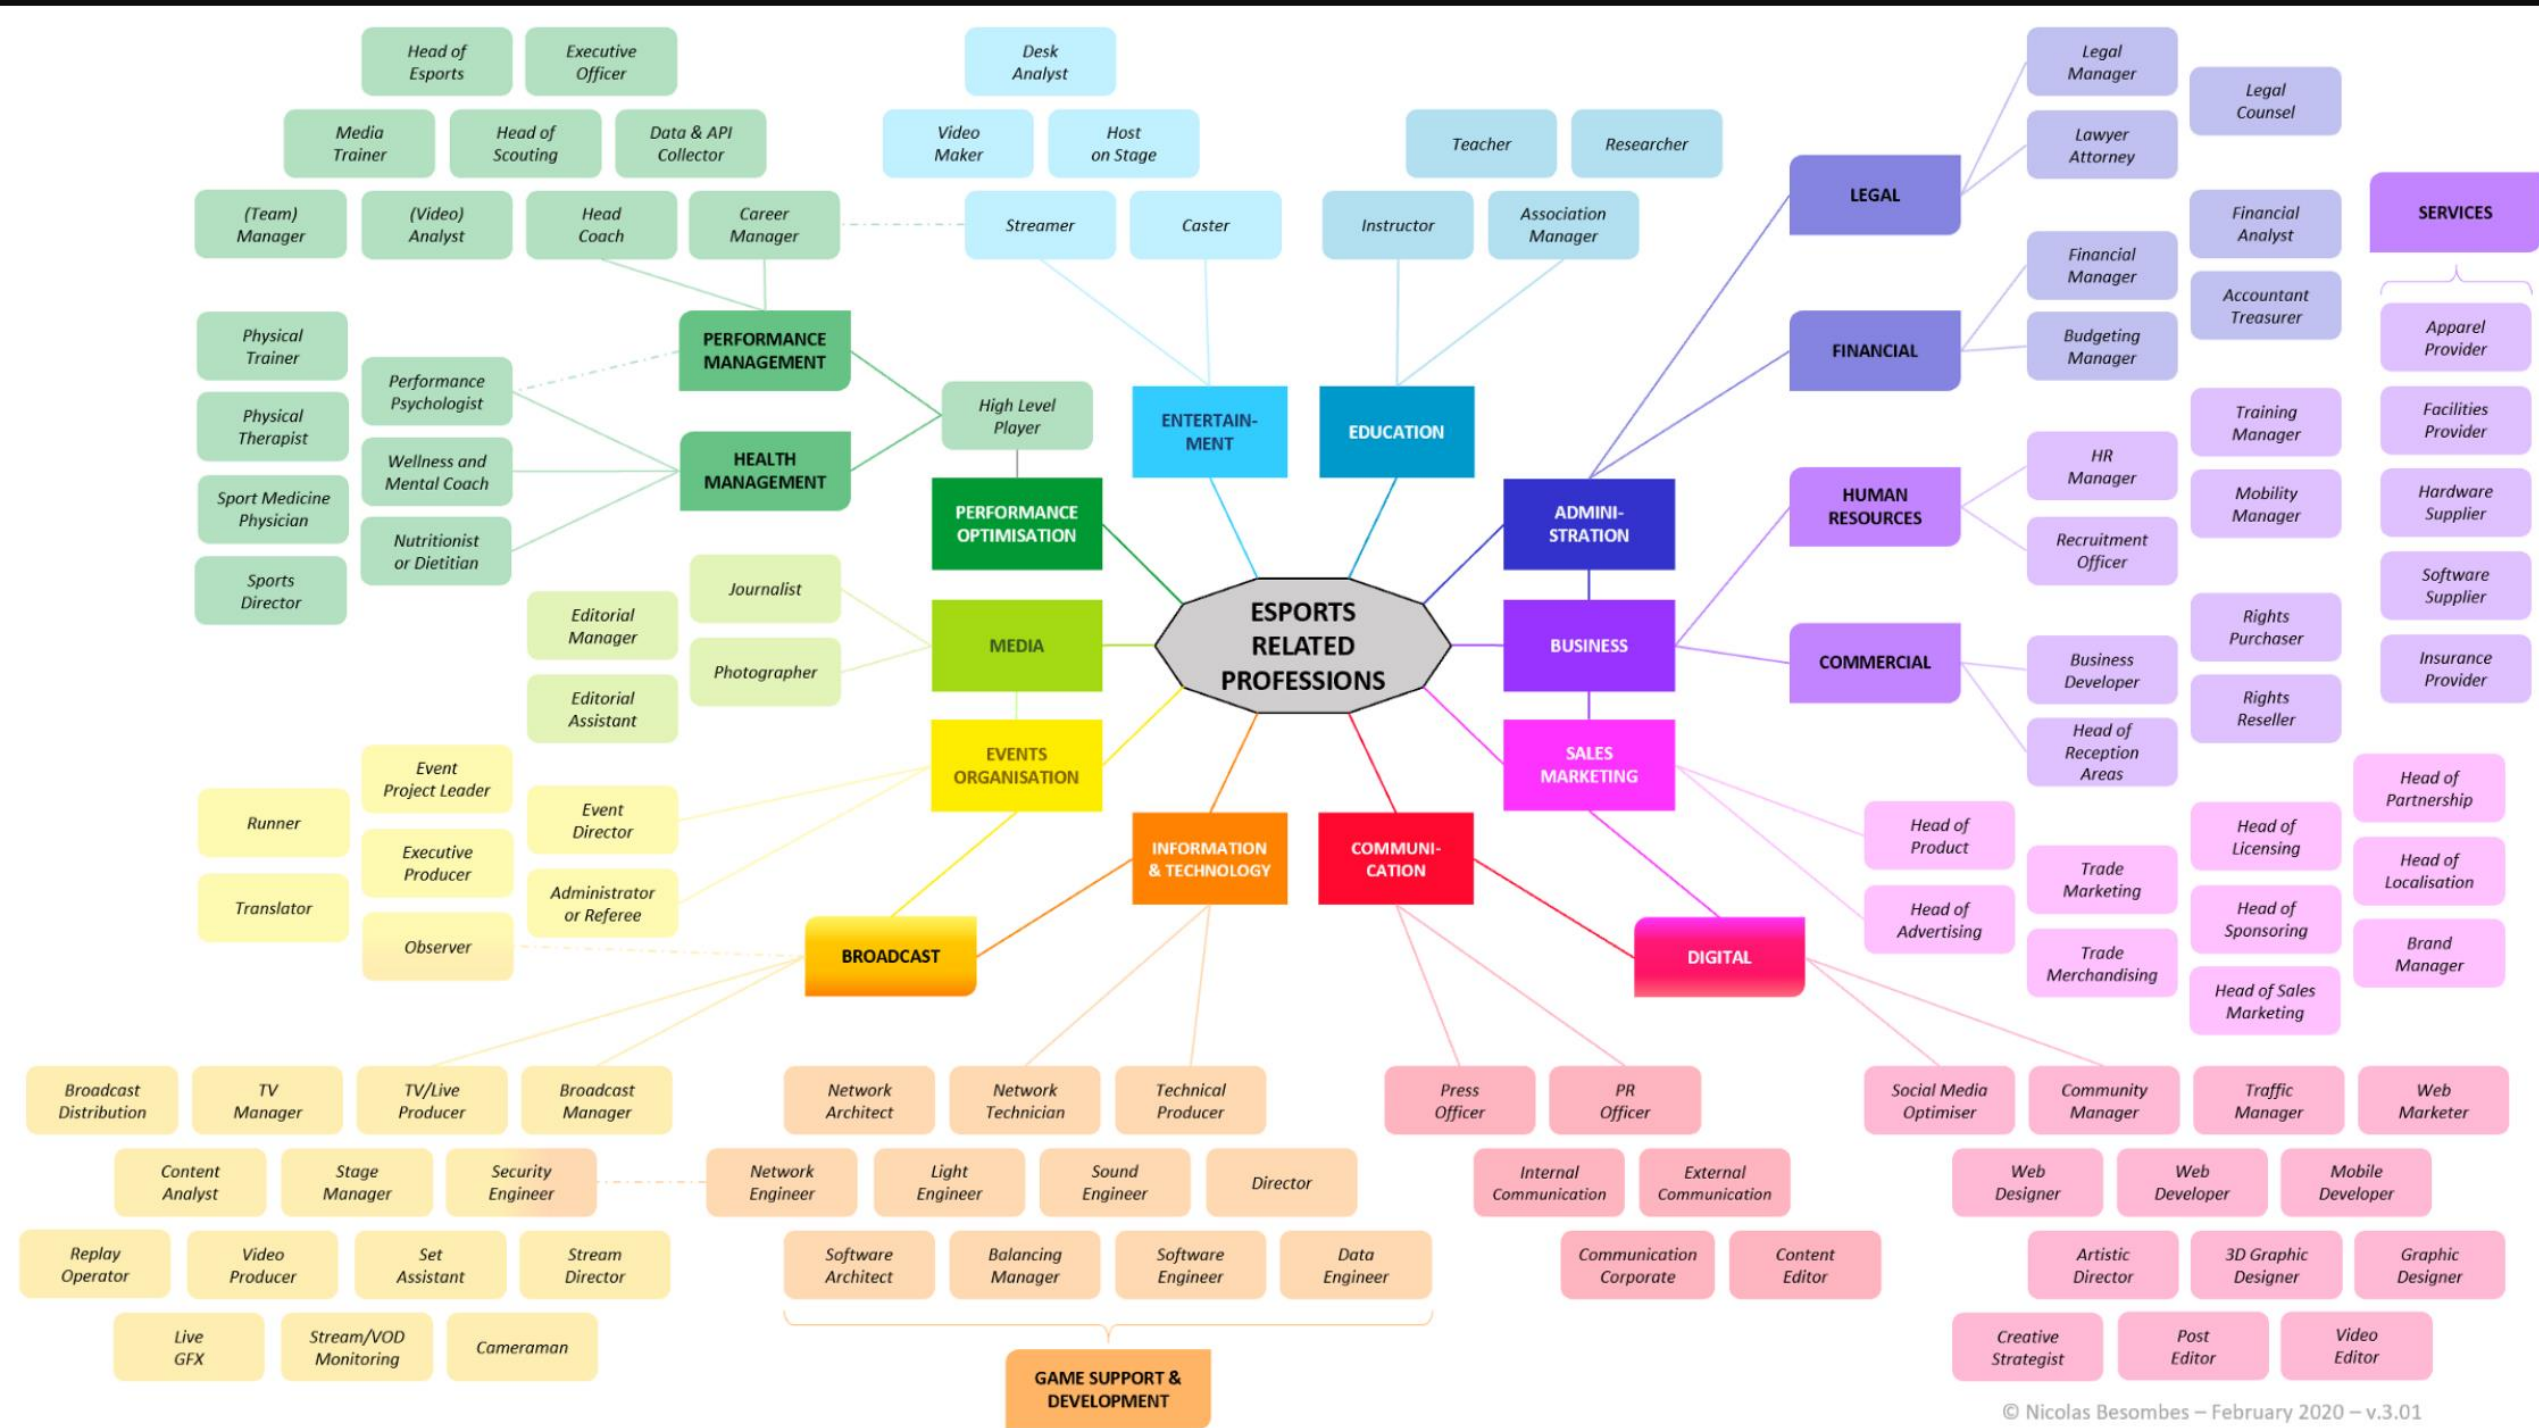 Head of
Esports
Executive
Officer
Media
Trainer
Head of
Scouting
Data & API
Collector
(Team)
Manager
(Video)
Analyst
Head
Coach
Career
Manager
PERFORMANCE
MANAGEMENT
Physical
Trainer
Performance
Psychologist
Physical
Therapist
Wellness and
Mental Coach
Sport Medicine
Physician
Nutritionist
or Dietitian
Sports
Director
HEALTH
MANAGEMENT
High Level
Player
PERFORMANCE
OPTIMISATION
Desk
Analyst
Video
Maker
Host
on Stage
Streamer
Caster
ENTERTAIN-
MENT
Teacher
Researcher
Instructor
Association
Manager
EDUCATION
Legal
Manager
Legal
Counsel
Lawyer
Attorney
LEGAL
Financial
Analyst
Financial
Manager
Accountant
Treasurer
Budgeting
Manager
FINANCIAL
ADMINI-
STRATION
SERVICES
Apparel
Provider
Facilities
Provider
Hardware
Supplier
Software
Supplier
Insurance
Provider
Training
Manager
HR
Manager
Mobility
Manager
Recruitment
Officer
HUMAN
RESOURCES
Rights
Purchaser
Business
Developer
Rights
Reseller
Head of
Reception
Areas
COMMERCIAL
BUSINESS
ESPORTS
RELATED
PROFESSIONS
Journalist
Editorial
Manager
Photographer
Editorial
Assistant
MEDIA
EVENTS
ORGANISATION
Event
Project Leader
Runner
Event
Director
Executive
Producer
Translator
Administrator
or Referee
Observer
BROADCAST
INFORMATION
& TECHNOLOGY
COMMUNI-
CATION
SALES
MARKETING
DIGITAL
Head of
Partnership
Head of
Product
Head of
Licensing
Trade
Marketing
Head of
Localisation
Head of
Advertising
Head of
Sponsoring
Trade
Merchandising
Brand
Manager
Head of Sales
Marketing
Broadcast
Distribution
TV
Manager
TV/Live
Producer
Broadcast
Manager
Content
Analyst
Stage
Manager
Security
Engineer
Replay
Operator
Video
Producer
Set
Assistant
Stream
Director
Live
GFX
Stream/VOD
Monitoring
Cameraman
Network
Architect
Network
Technician
Technical
Producer
Network
Engineer
Light
Engineer
Sound
Engineer
Director
Software
Architect
Balancing
Manager
Software
Engineer
Data
Engineer
GAME SUPPORT &
DEVELOPMENT
Press
Officer
PR
Officer
Internal
Communication
External
Communication
Communication
Corporate
Content
Editor
Social Media
Optimiser
Community
Manager
Traffic
Manager
Web
Marketer
Web
Designer
Web
Developer
Mobile
Developer
Artistic
Director
3D Graphic
Designer
Graphic
Designer
Creative
Strategist
Post
Editor
Video
Editor
© Nicolas Besombes – February 2020 – v.3.01